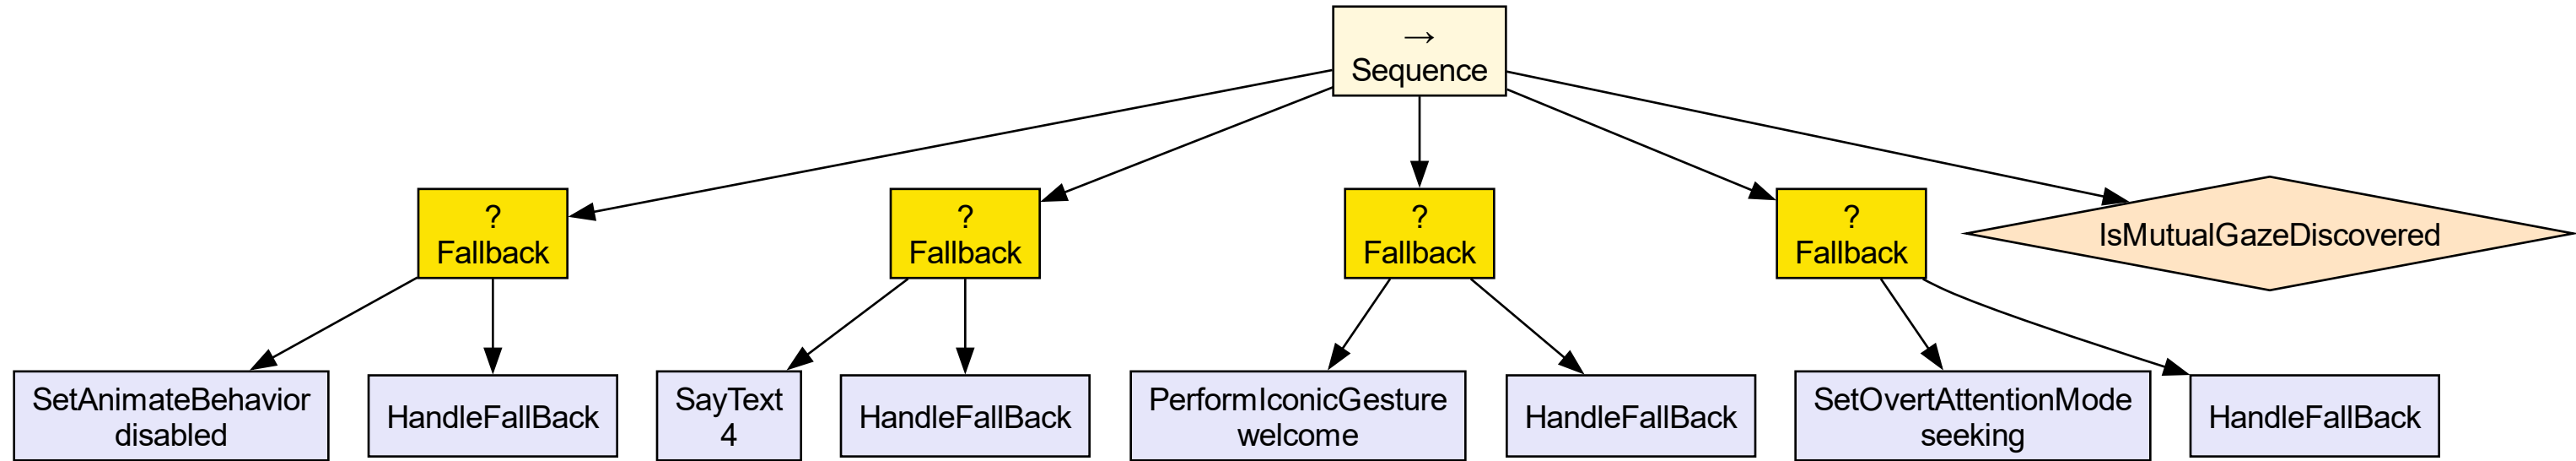 →
Sequence
?
Fallback
?
Fallback
?
Fallback
?
Fallback
IsMutualGazeDiscovered
SetAnimateBehavior
disabled
HandleFallBack
SayText
4
HandleFallBack
PerformIconicGesture
welcome
HandleFallBack
SetOvertAttentionMode
seeking
HandleFallBack